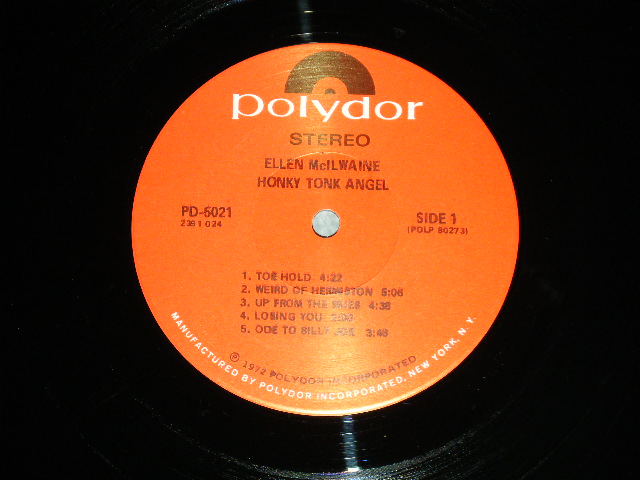 polydor
STEREO
ELLEN McILWAINE
HONKY TONK ANGEL
PD-5021
2391 024
SIDE 1
(PDLP 50273)
1. TOE HOLD 4:22
2. WEIRD OF HERMISTON 5:06
3. UP FROM THE SKIES 4:38
4. LOSING YOU
5. ODE TO BILLY JOE 3:48
℗ 1972 POLYDOR INCORPORATED
MANUFACTURED BY POLYDOR INCORPORATED, NEW YORK, N.Y.